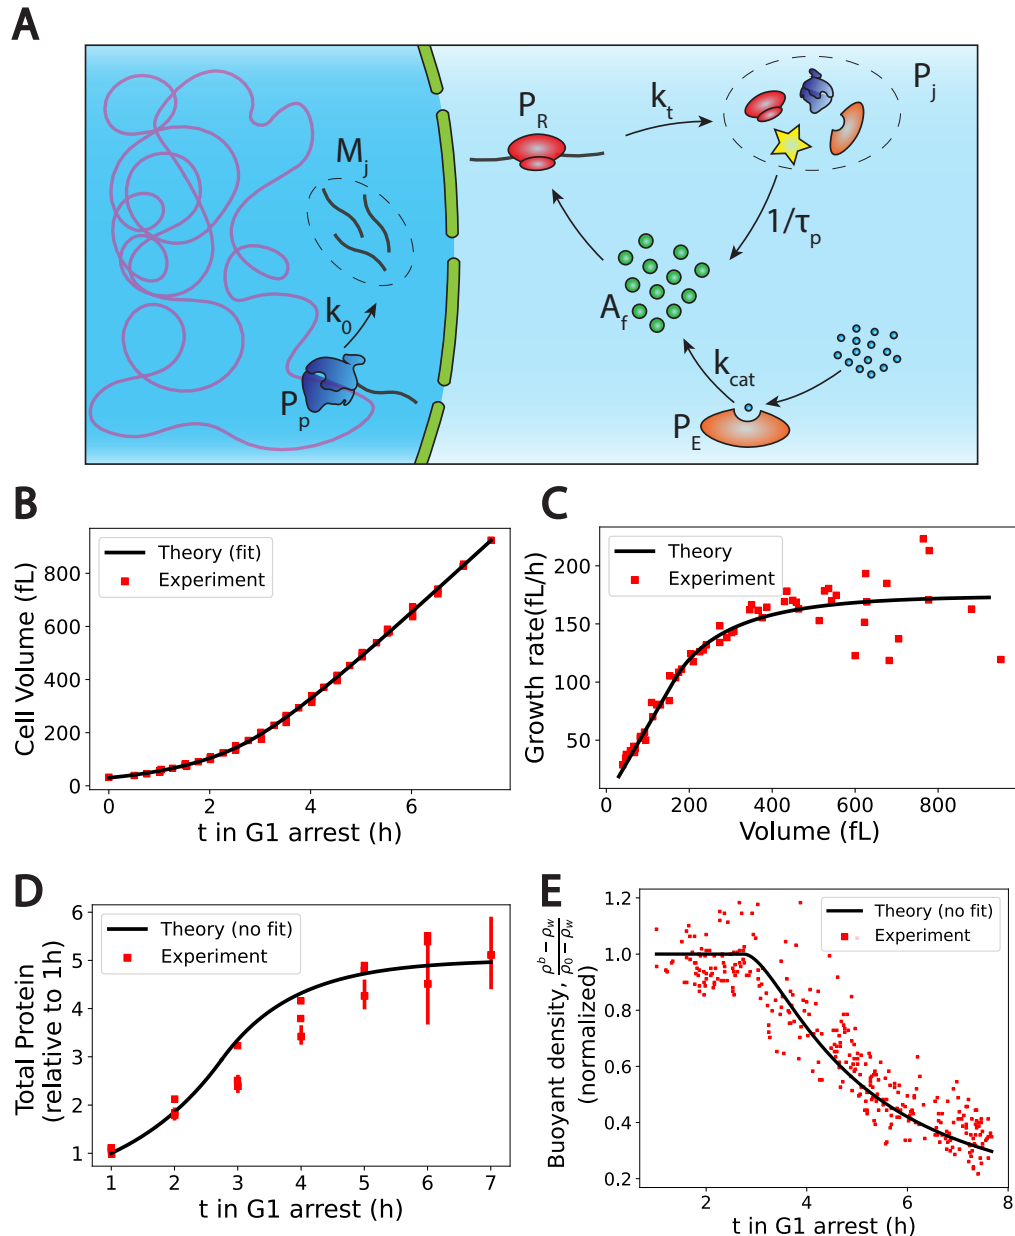 A
M_j
k_0
P_p
P_R
k_t
P_j
1/τ_p
A_f
k_cat
P_E
B
Theory (fit)
Experiment
Cell Volume (fL)
800
600
400
200
0
0 2 4 6
t in G1 arrest (h)
C
Theory
Experiment
Growth rate(fL/h)
200
150
100
50
0 200 400 600 800
Volume (fL)
D
Theory (no fit)
Experiment
Total Protein
(relative to 1h)
6
5
4
3
2
1
1 2 3 4 5 6 7
t in G1 arrest (h)
E
Theory (no fit)
Experiment
Buoyant density, \frac{ρ^b − ρ_w}{ρ_0 − ρ_w}
(normalized)
1.2
1.0
0.8
0.6
0.4
0.2
2 4 6 8
t in G1 arrest (h)